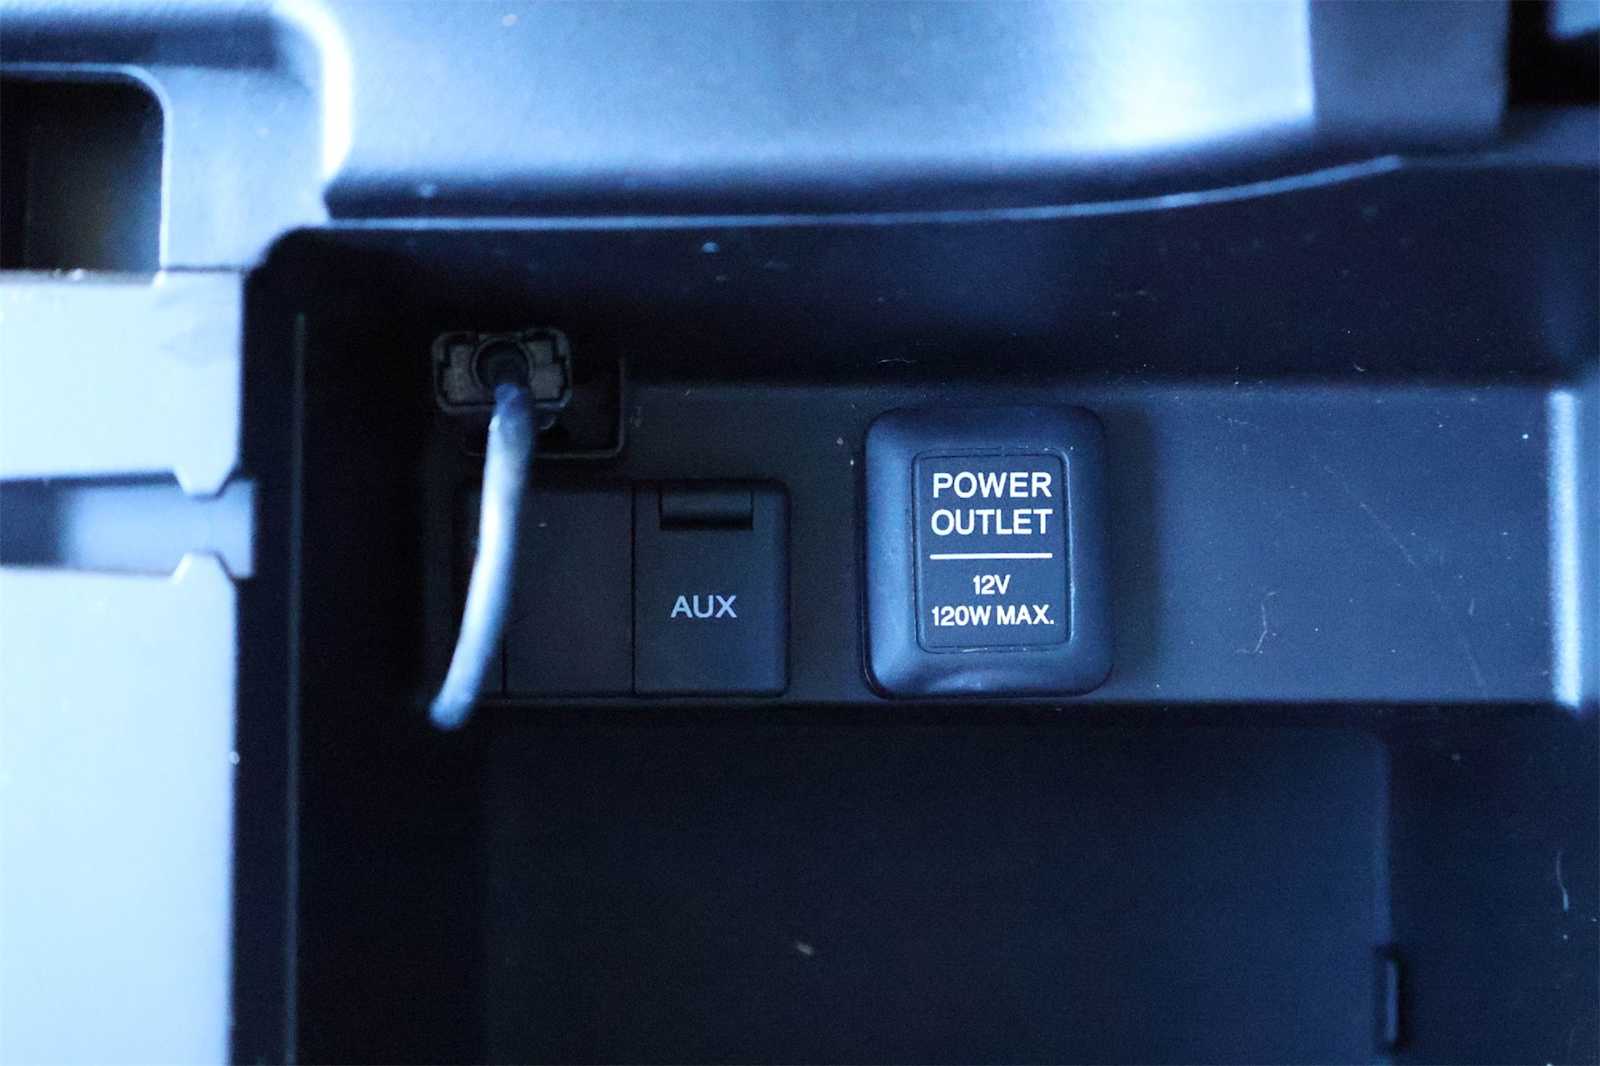 AUX
POWER
OUTLET
12V
120W MAX.